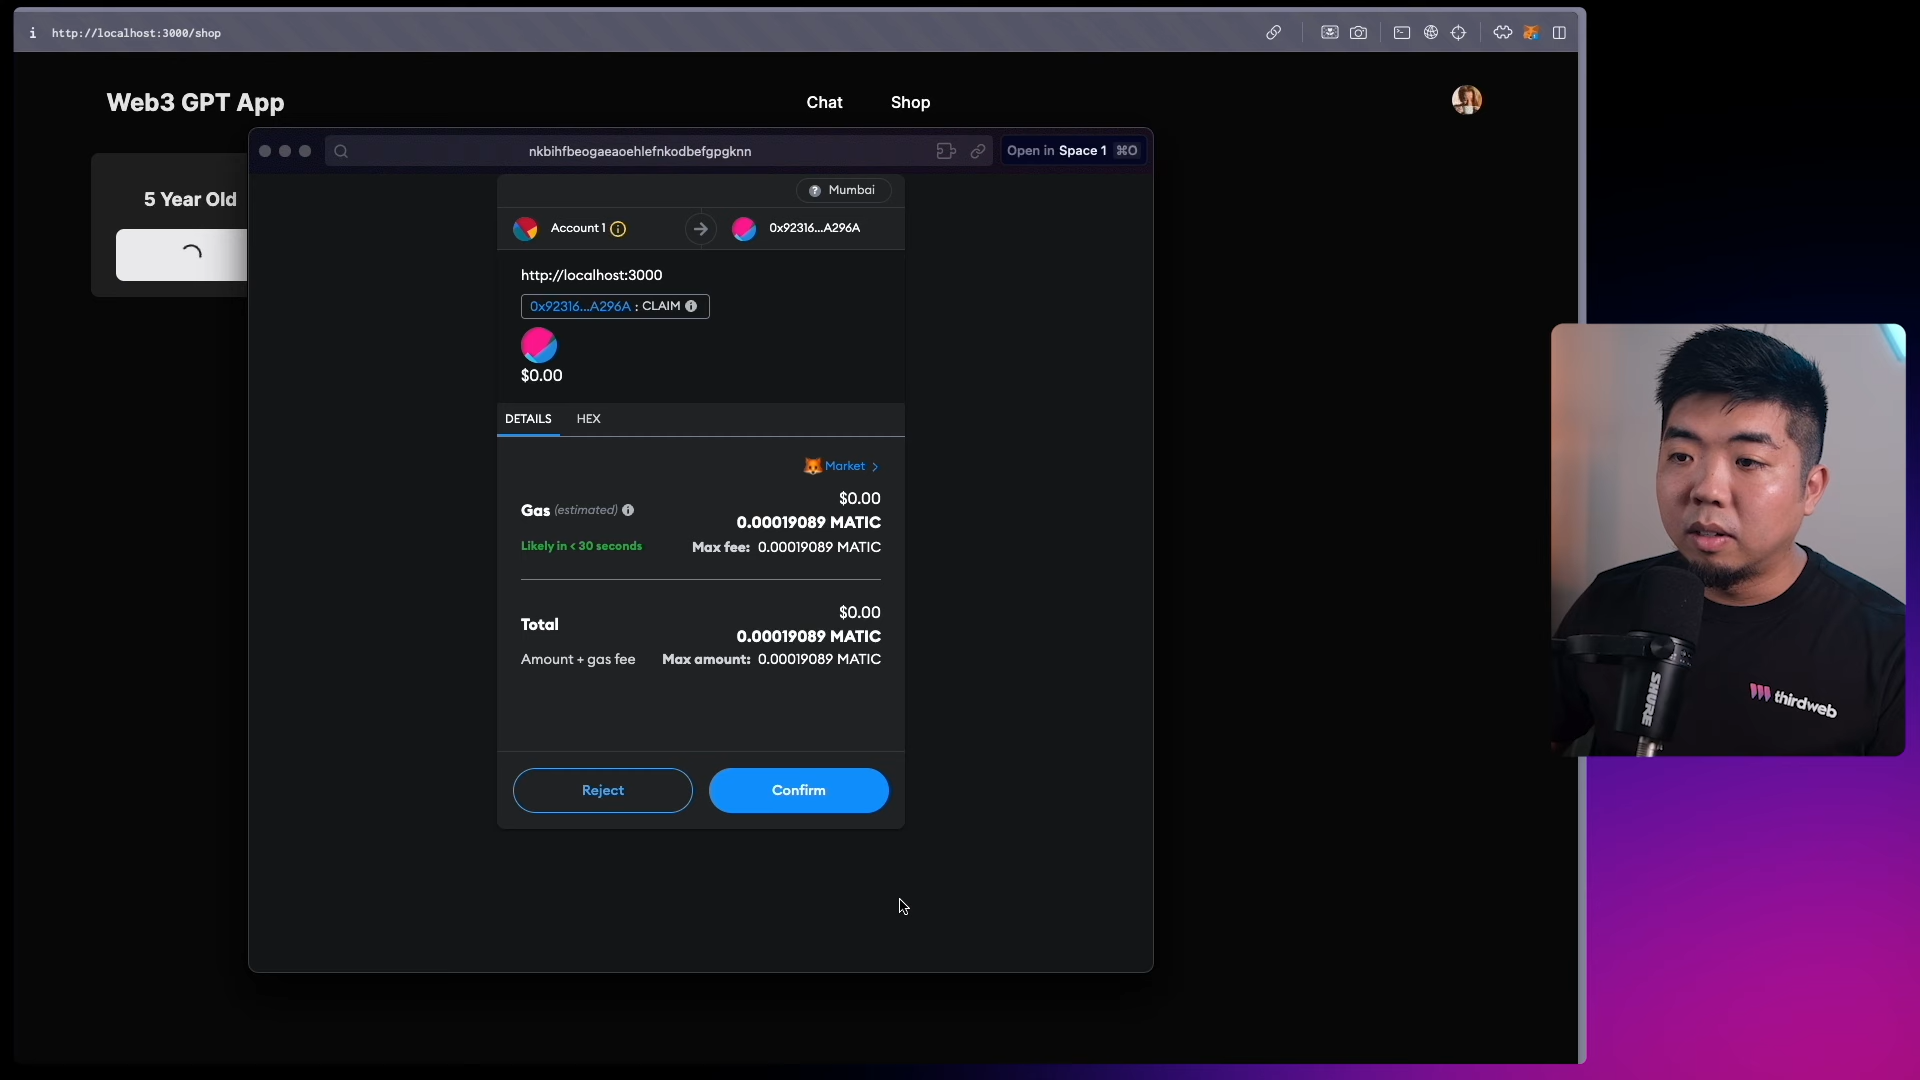 http://localhost:3000/shop
Web3 GPT App
Chat
Shop
5 Year Old
nkbihfbeogaeaoehlefnkodbefgpgknn
Open in Space 1 ⌘O
Mumbai
Account 1
0x92316...A296A
http://localhost:3000
0x92316...A296A : CLAIM
$0.00
DETAILS
HEX
Market >
$0.00
Gas (estimated)
0.00019089 MATIC
Likely in < 30 seconds
Max fee: 0.00019089 MATIC
$0.00
Total
0.00019089 MATIC
Amount + gas fee
Max amount: 0.00019089 MATIC
Reject
Confirm
SHURE
thirdweb